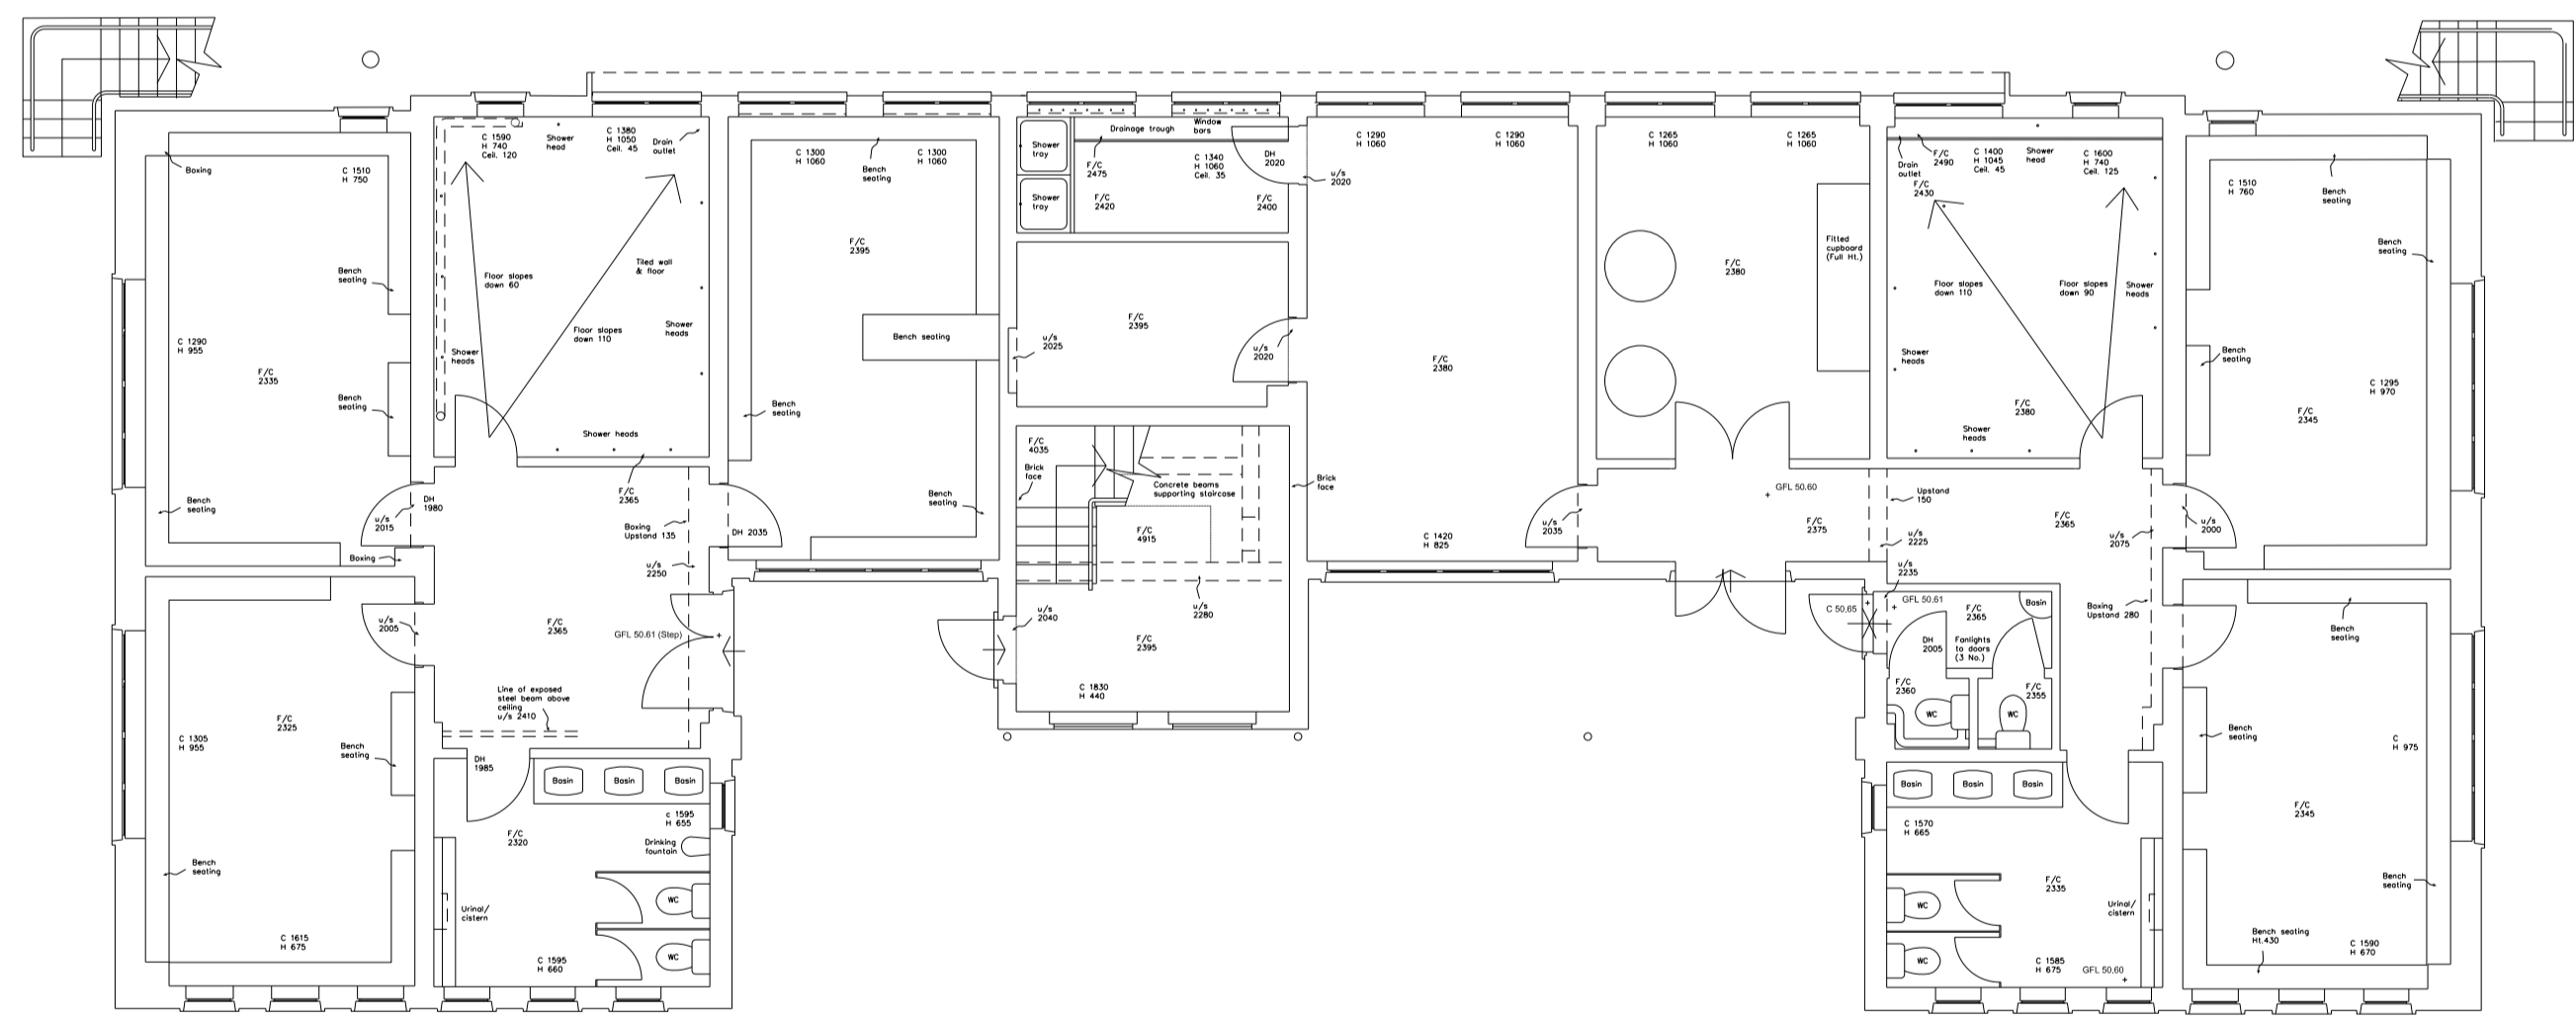 Boxing
C 1510
H 750
Bench
seating
C 1290
H 955
F/C
2335
Bench
seating
Bench
seating
u/s
2015
DH
1980
Boxing
C 1590
H 740
Ceil. 120
Shower
head
C 1380
H 1050
Ceil. 45
Drain
outlet
Floor slopes
down 60
Tiled wall
& floor
Floor slopes
down 110
Shower
heads
Shower
heads
Shower heads
F/C
2365
Boxing
Upstand 135
u/s
2250
C 1300
H 1060
Bench
seating
C 1300
H 1060
F/C
2395
Bench seating
Bench
seating
Bench
seating
DH 2035
Shower
tray
Shower
tray
Drainage trough
Window
bars
F/C
2475
C 1340
H 1060
Ceil. 35
DH
2020
F/C
2420
F/C
2400
u/s
2020
F/C
2395
u/s
2025
u/s
2020
F/C
4035
Brick
face
Concrete beams
supporting staircase
Brick
face
F/C
4915
u/s
2280
u/s
2040
F/C
2395
C 1830
H 440
C 1290
H 1060
C 1290
H 1060
F/C
2380
C 1420
H 825
u/s
2035
C 1265
H 1060
C 1265
H 1060
Fitted
cupboard
(Full Ht.)
F/C
2380
GFL 50.60
F/C
2375
Upstand
150
u/s
2225
u/s
2235
Drain
outlet
F/C
2490
F/C
2430
C 1400
H 1045
Ceil. 45
Shower
head
C 1600
H 740
Ceil. 125
Floor slopes
down 110
Floor slopes
down 90
Shower
heads
Shower
heads
F/C
2380
Shower
heads
F/C
2365
u/s
2075
u/s
2000
C 1510
H 760
Bench
seating
Bench
seating
Bench
seating
C 1295
H 970
F/C
2345
u/s
2005
F/C
2365
GFL 50.61 (Step)
Line of exposed
steel beam above
ceiling
u/s 2410
F/C
2325
C 1305
H 955
Bench
seating
Bench
seating
C 1615
H 675
DH
1985
Basin
Basin
Basin
c 1595
H 655
F/C
2320
Drinking
fountain
WC
Urinal/
cistern
WC
C 1595
H 660
C 50.65
GFL 50.61
F/C
2365
Basin
DH
2005
Fanlights
to doors
(3 No.)
F/C
2360
F/C
2355
WC
WC
Boxing
Upstand 280
Basin
Basin
Basin
C 1570
H 665
F/C
2335
WC
Urinal/
cistern
WC
C 1585
H 675
GFL 50.60
Bench
seating
Bench
seating
C
H 975
F/C
2345
Bench
seating
Bench seating
Ht.430
C 1590
H 670